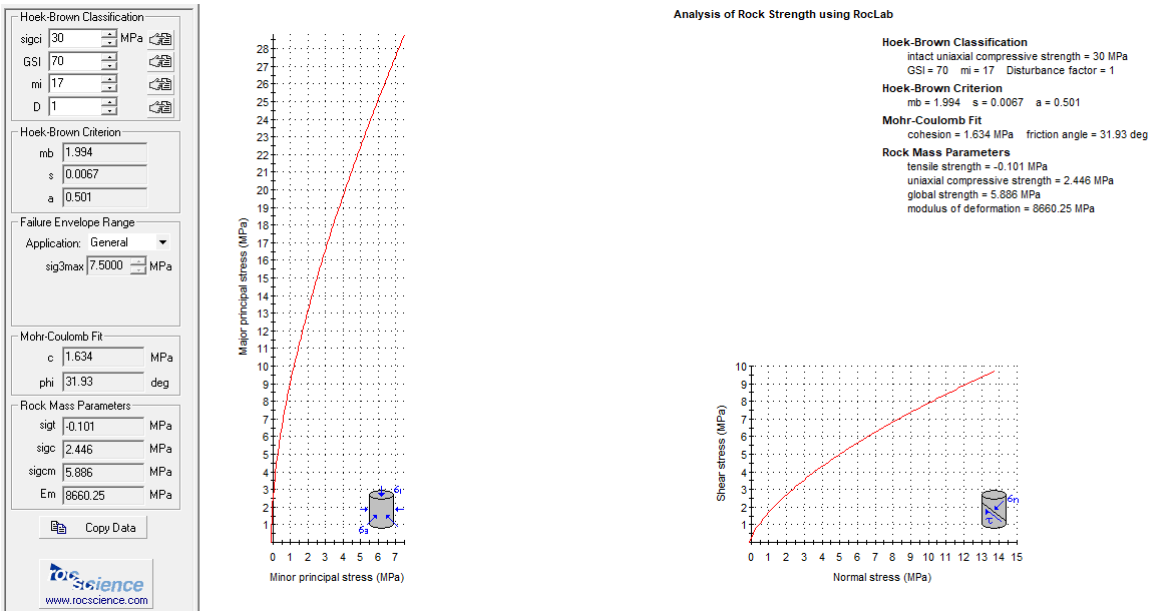 Hoek-Brown Classification
sigci 30 MPa
GSI 70
mi 17
D 1
Hoek-Brown Criterion
mb 1.994
s 0.0067
a 0.501
Failure Envelope Range
Application: General
sig3max 7.5000 MPa
Mohr-Coulomb Fit
c 1.634 MPa
phi 31.93 deg
Rock Mass Parameters
sigt -0.101 MPa
sigc 2.446 MPa
sigcm 5.886 MPa
Em 8660.25 MPa
Copy Data
rocscience
www.rocscience.com
Analysis of Rock Strength using RocLab
Hoek-Brown Classification
intact uniaxial compressive strength = 30 MPa
GSI = 70 mi = 17 Disturbance factor = 1
Hoek-Brown Criterion
mb = 1.994 s = 0.0067 a = 0.501
Mohr-Coulomb Fit
cohesion = 1.634 MPa friction angle = 31.93 deg
Rock Mass Parameters
tensile strength = -0.101 MPa
uniaxial compressive strength = 2.446 MPa
global strength = 5.886 MPa
modulus of deformation = 8660.25 MPa
Major principal stress (MPa)
28
27
26
25
24
23
22
21
20
19
18
17
16
15
14
13
12
11
10
9
8
7
6
5
4
3
2
1
0 1 2 3 4 5 6 7
Minor principal stress (MPa)
σ1
σ3
Shear stress (MPa)
10
9
8
7
6
5
4
3
2
1
0 1 2 3 4 5 6 7 8 9 10 11 12 13 14 15
Normal stress (MPa)
σn
τ